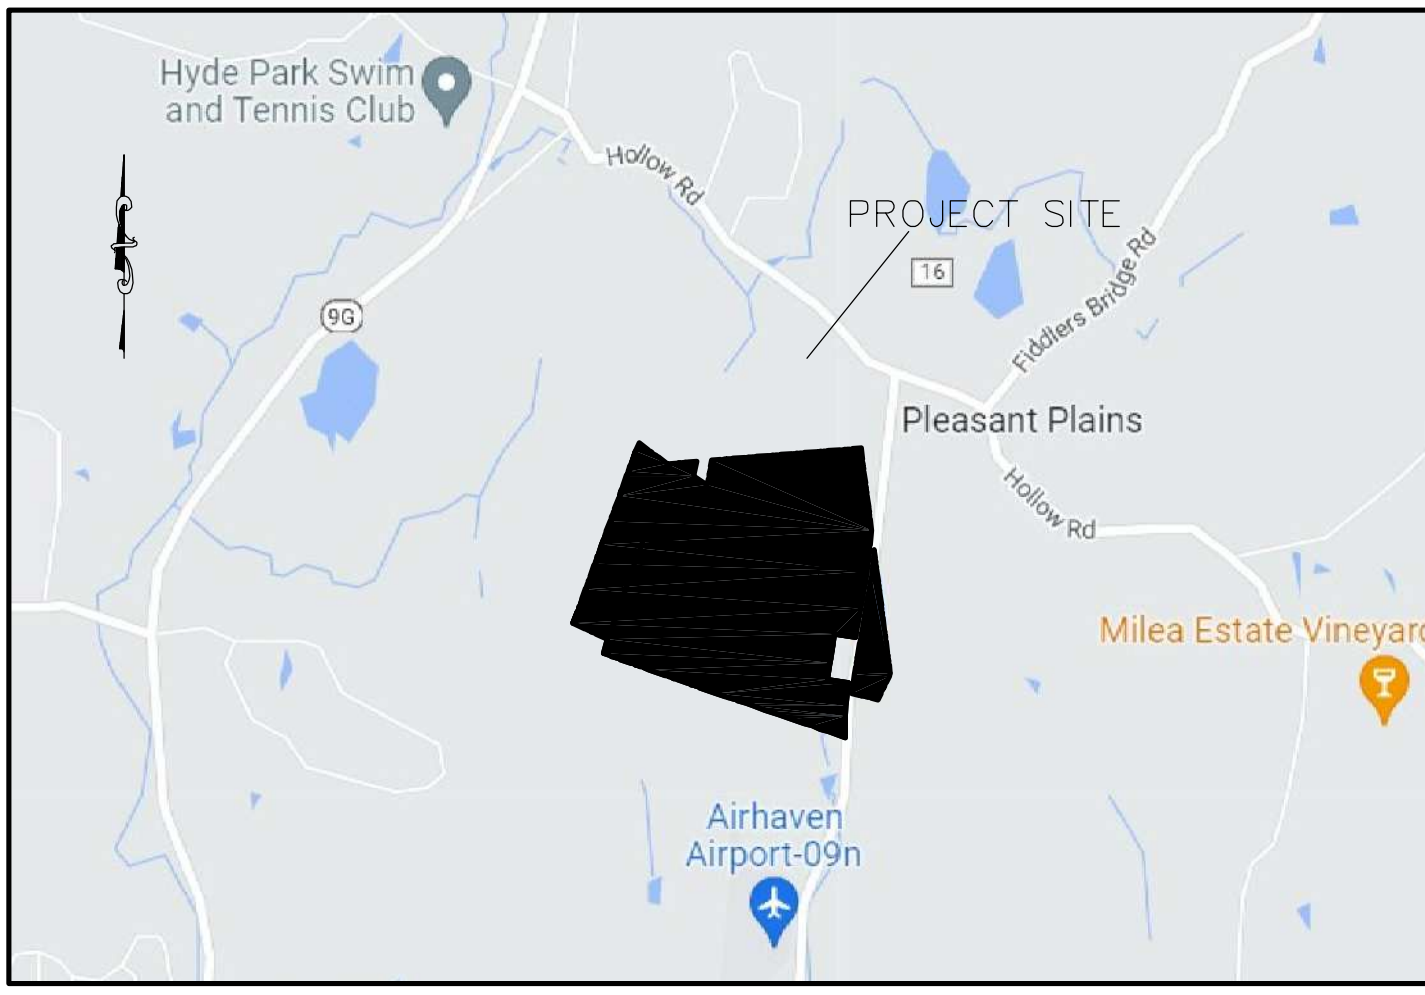 Hyde Park Swim
and Tennis Club
Hollow Rd
PROJECT SITE
16
Fiddlers Bridge Rd
9G
Pleasant Plains
Hollow Rd
Milea Estate Vineyard
Airhaven
Airport-09n